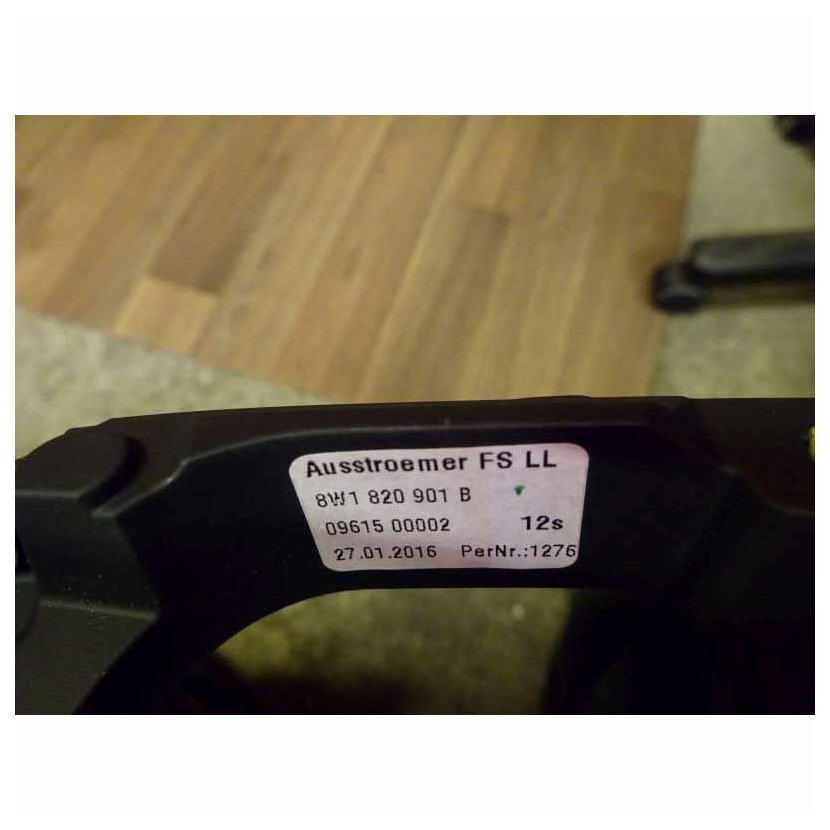 Ausstroemer FS LL
8W1 820 901 B
09615 00002 12s
27.01.2016 PerNr.:1276